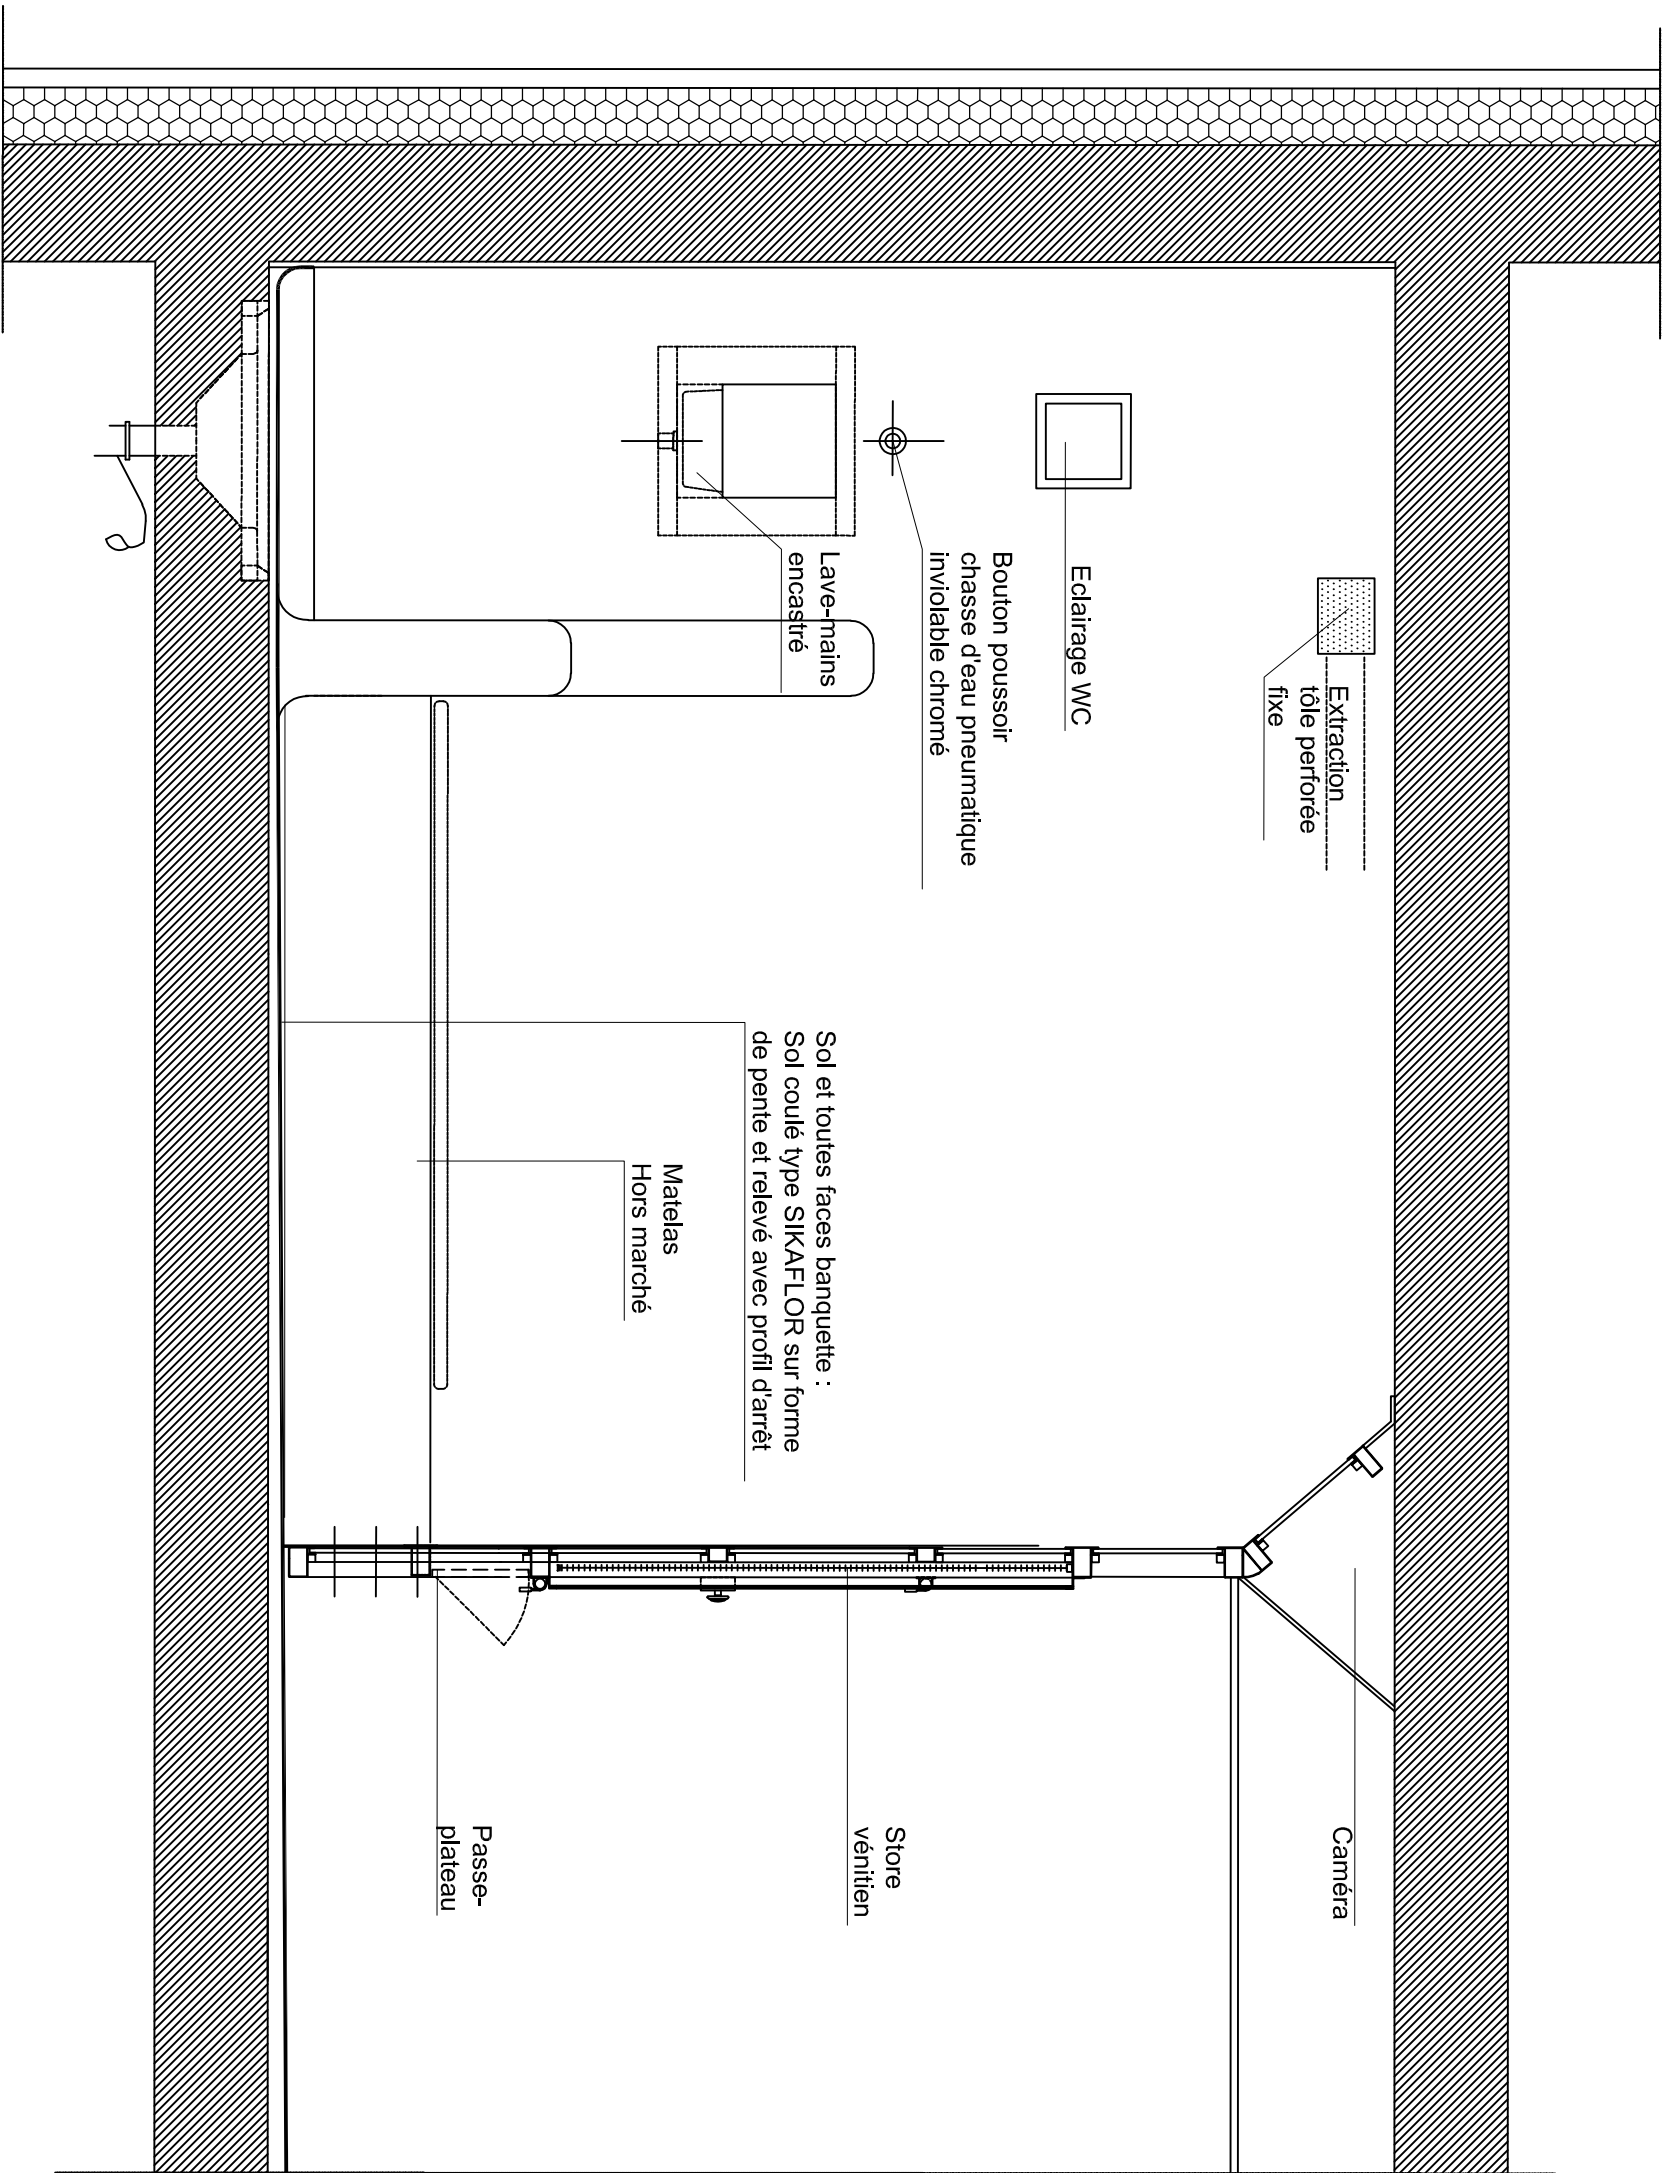 Extraction
tôle perforée
fixe
Eclairage WC
Bouton poussoir
chasse d'eau pneumatique
inviolable chromé
Lave-mains
encastré
Sol et toutes faces banquette :
Sol coulé type SIKAFLOR sur forme
de pente et relevé avec profil d'arrêt
Matelas
Hors marché
Caméra
Store
vénitien
Passe-
plateau